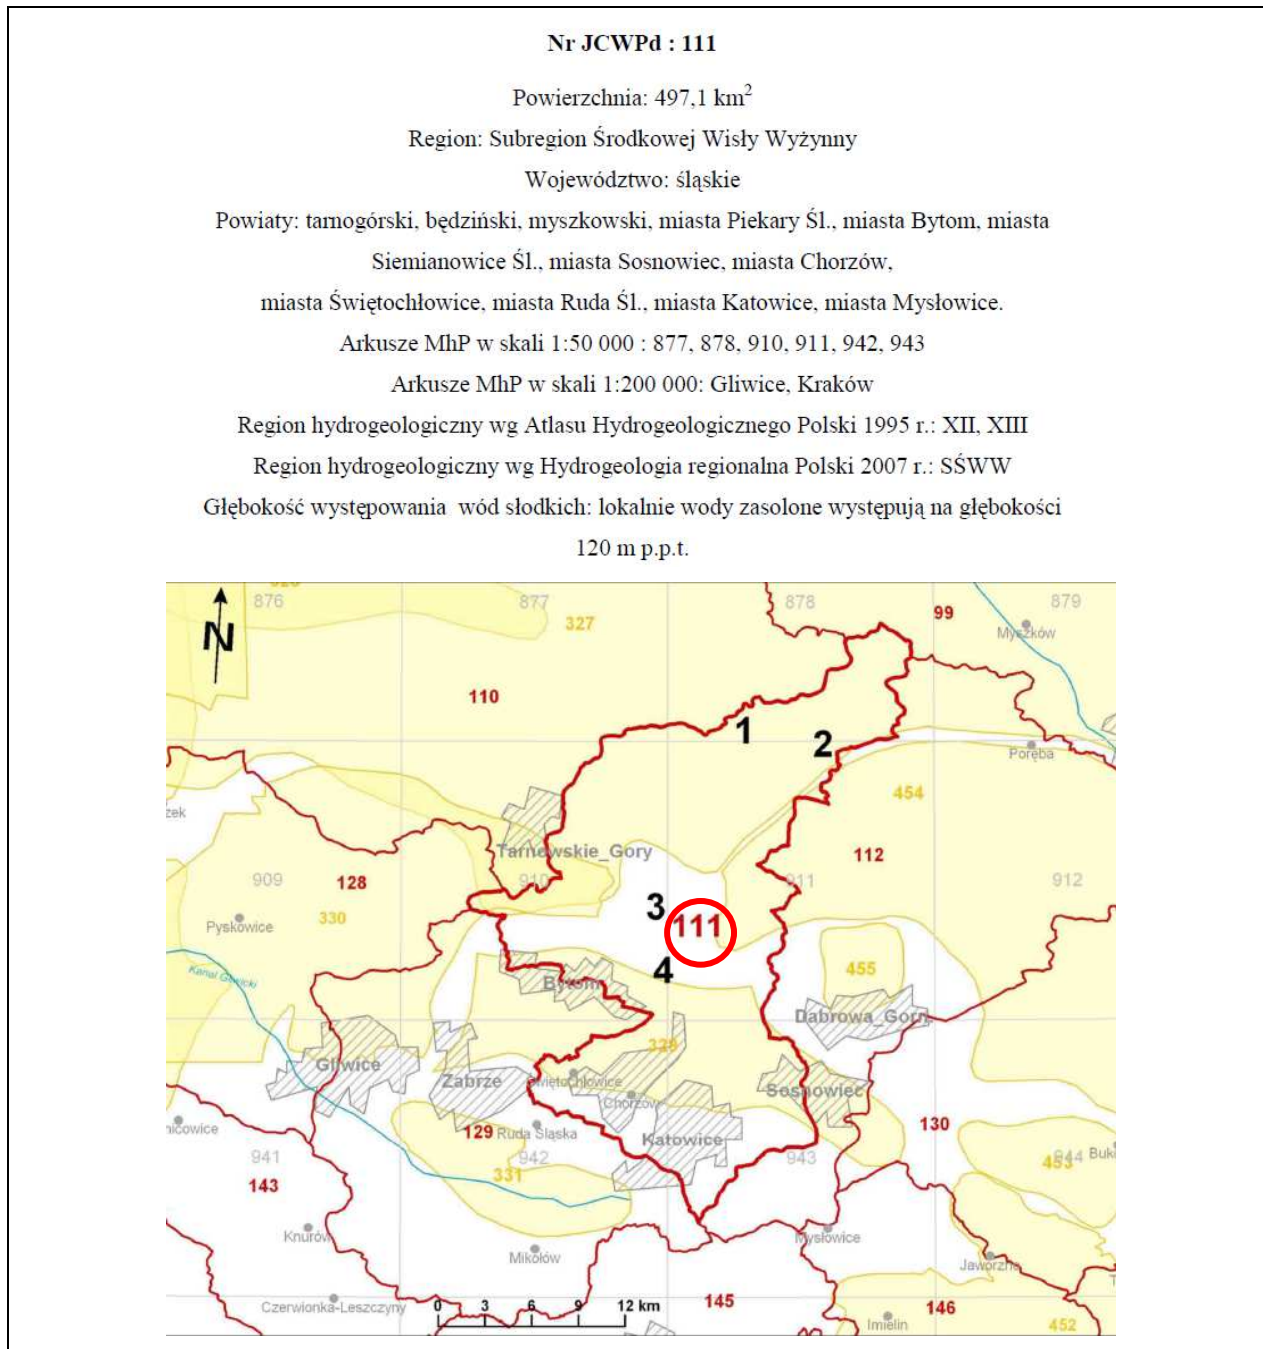 Nr JCWPd : 111
Powierzchnia: 497,1 km²
Region: Subregion Środkowej Wisły Wyżynny
Województwo: śląskie
Powiaty: tarnogórski, będziński, myszkowski, miasta Piekary Śl., miasta Bytom, miasta
Siemianowice Śl., miasta Sosnowiec, miasta Chorzów,
miasta Świętochłowice, miasta Ruda Śl., miasta Katowice, miasta Mysłowice.
Arkusze MhP w skali 1:50 000 : 877, 878, 910, 911, 942, 943
Arkusze MhP w skali 1:200 000: Gliwice, Kraków
Region hydrogeologiczny wg Atlasu Hydrogeologicznego Polski 1995 r.: XII, XIII
Region hydrogeologiczny wg Hydrogeologia regionalna Polski 2007 r.: SŚWW
Głębokość występowania wód słodkich: lokalnie wody zasolone występują na głębokości
120 m p.p.t.
876 877 878 879
327 99
Myszków
N
110
1 2
Poręba
454
Tarnowskie_Gory
112
909 128 910 911 912
330
Pyskowice
3 111
4
Kanał Gliwicki
Bytom
455
Dabrowa_Gorn
Gliwice
Zabrze
329
Świętochłowice
Chorzów
Sosnowiec
129 Ruda Śląska
Katowice
130
941 942 943 944
453
143
331
Knurów
Mikołów
Mysłowice
Jaworzno
Czerwionka-Leszczyny
0 3 6 9 12 km
145
146
Imielin
452